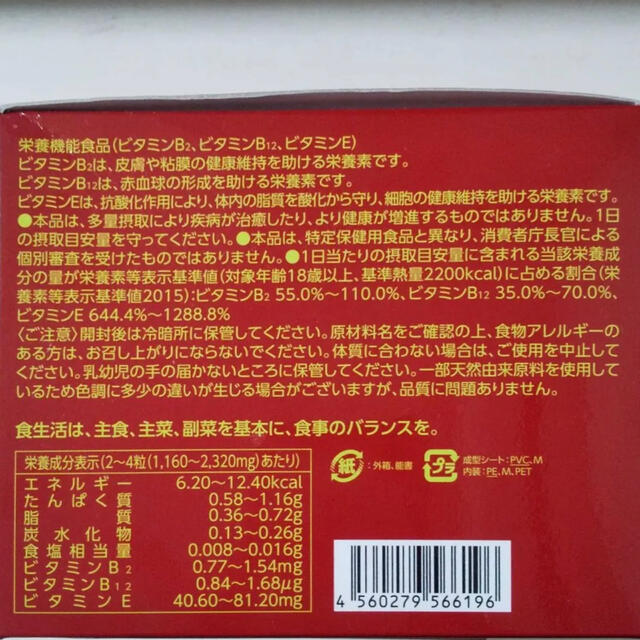 栄養機能食品(ビタミンB2、ビタミンB12、ビタミンE)
ビタミンB2は、皮膚や粘膜の健康維持を助ける栄養素です。
ビタミンB12は、赤血球の形成を助ける栄養素です。
ビタミンEは、抗酸化作用により、体内の脂質を酸化から守り、細胞の健康維持を助ける栄養素です。
●本品は、多量摂取により疾病が治癒したり、より健康が増進するものではありません。1日
の摂取目安量を守ってください。●本品は、特定保健用食品と異なり、消費者庁長官による
個別審査を受けたものではありません。●1日当たりの摂取目安量に含まれる当該栄養成
分の量が栄養素等表示基準値(対象年齢18歳以上、基準熱量2200kcal)に占める割合(栄
養素等表示基準値2015):ビタミンB2 55.0%~110.0%、ビタミンB12 35.0%~70.0%、
ビタミンE 644.4%~1288.8%
〈ご注意〉開封後は冷暗所に保管してください。原材料名をご確認の上、食物アレルギーの
ある方は、お召し上がりにならないでください。体質に合わない場合は、ご使用を中止して
ください。乳幼児の手の届かないところに保管してください。一部天然由来原料を使用して
いるため色調に多少の違いが生じる場合がございますが、品質に問題ありません。
食生活は、主食、主菜、副菜を基本に、食事のバランスを。
栄養成分表示(2~4粒(1,160~2,320mg)あたり)
エネルギー 6.20~12.40kcal
たんぱく質 0.58~1.16g
脂質 0.36~0.72g
炭水化物 0.13~0.26g
食塩相当量 0.008~0.016g
ビタミンB2 0.77~1.54mg
ビタミンB12 0.84~1.68μg
ビタミンE 40.60~81.20mg
紙:外箱、能書
プラ 成型シート:PVC,M
内装:PE,M,PET
4 560279 566196